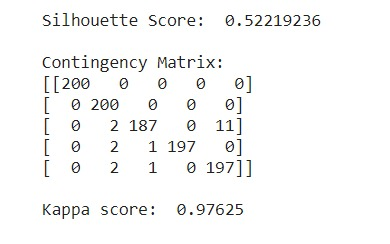 Silhouette Score:  0.52219236
Contingency Matrix:
[[200   0   0   0   0]
[  0 200   0   0   0]
[  0   2 187   0  11]
[  0   2   1 197   0]
[  0   2   1   0 197]]
Kappa score:  0.97625